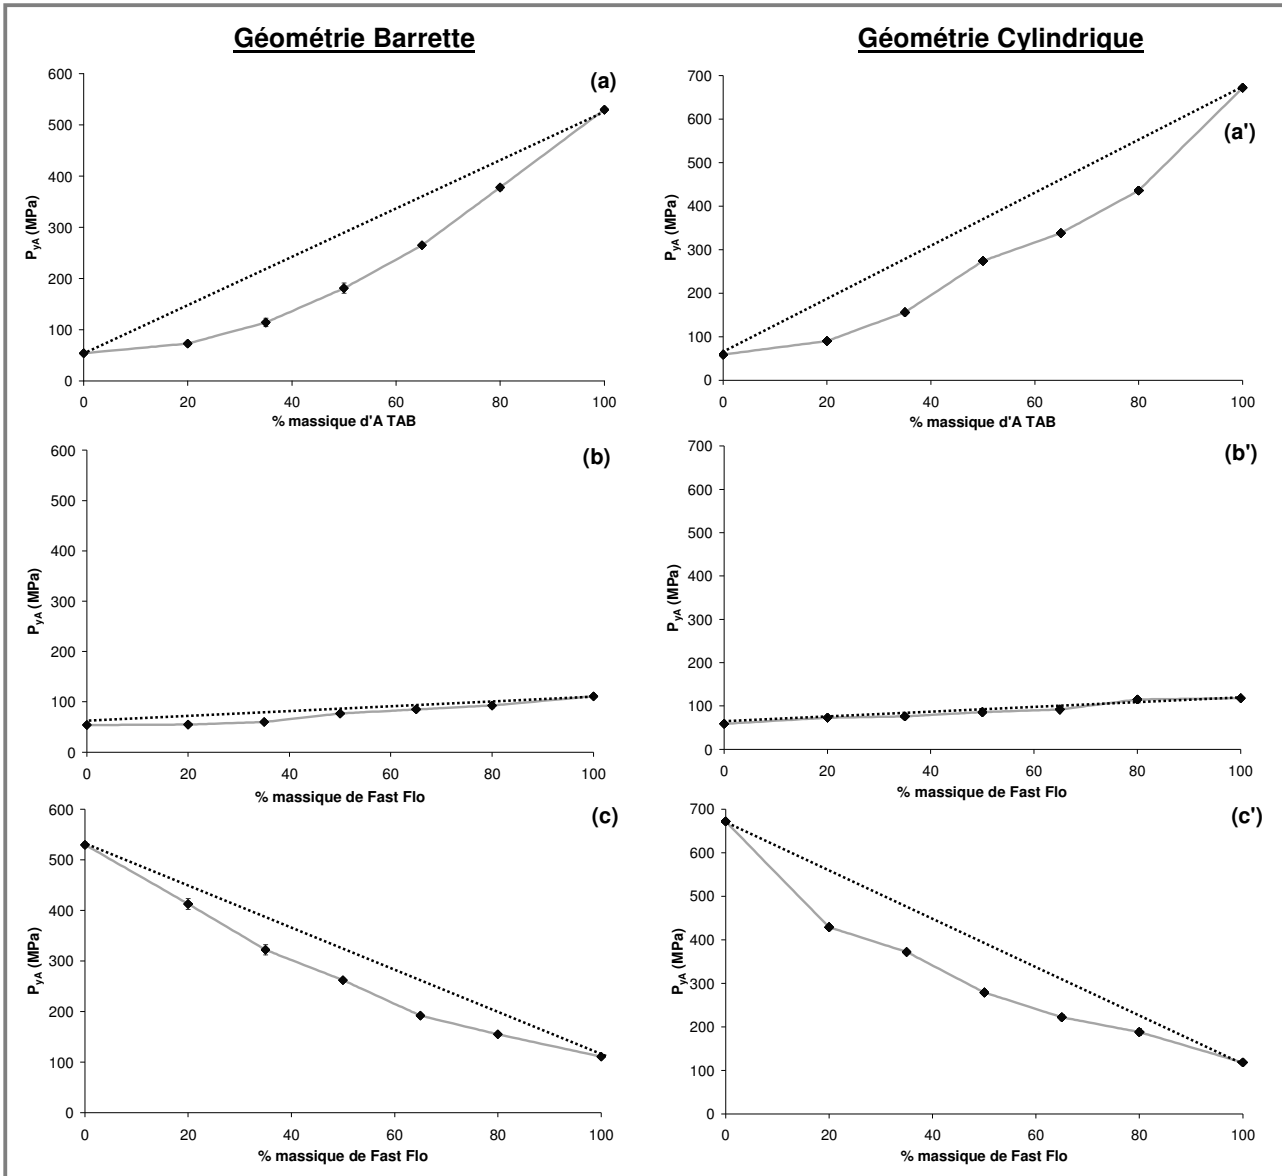 Géométrie Barrette
Géométrie Cylindrique
(a)
600
500
400
300
200
100
0
P_yA (MPa)
0 20 40 60 80 100
% massique d'A TAB
(a')
700
600
500
400
300
200
100
0
P_yA (MPa)
0 20 40 60 80 100
% massique d'A TAB
(b)
600
500
400
300
200
100
0
P_yA (MPa)
0 20 40 60 80 100
% massique de Fast Flo
(b')
700
600
500
400
300
200
100
0
P_yA (MPa)
0 20 40 60 80 100
% massique de Fast Flo
(c)
600
500
400
300
200
100
0
P_yA (MPa)
0 20 40 60 80 100
% massique de Fast Flo
(c')
700
600
500
400
300
200
100
0
P_yA (MPa)
0 20 40 60 80 100
% massique de Fast Flo